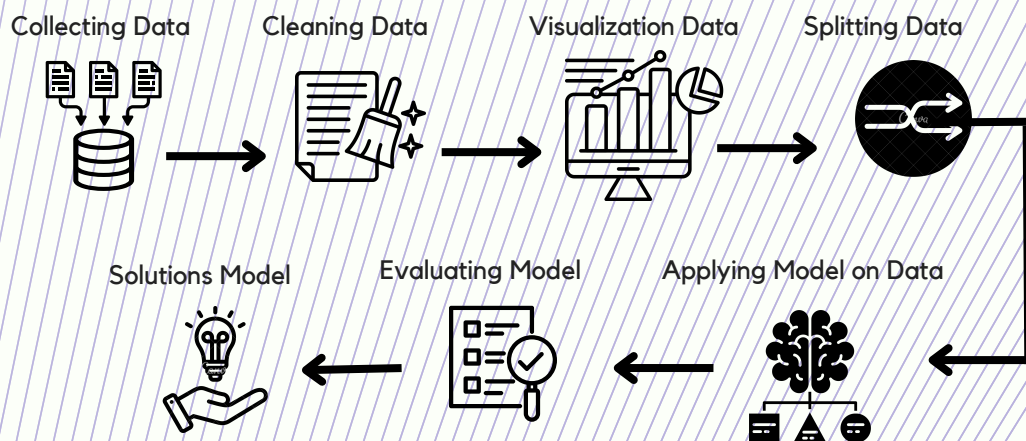 Collecting Data
Cleaning Data
Visualization Data
Splitting Data
Solutions Model
Evaluating Model
Applying Model on Data